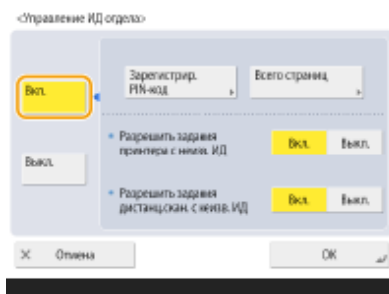 <Управление ИД отдела>
Вкл.
Зарегистрир.
PIN-код
Всего страниц
Разрешить задания
принтера с неизв. ИД
Вкл.
Выкл.
Выкл.
Разрешить задания
дистанц.скан. с неизв. ИД
Вкл.
Выкл.
Отмена
OK